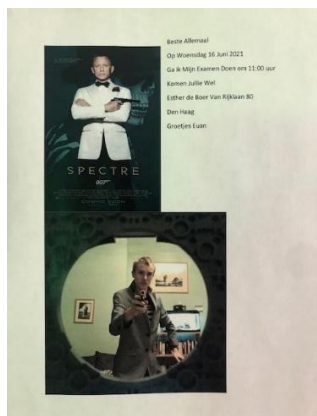 Beste Allemaal
Op Woensdag 16 Juni 2021
Ga ik Mijn Examen Doen om 11:00 uur
Komen Jullie Wel
Esther de Boer Van Rijklaan 80
Den Haag
Groetjes Euan
SPECTRE
007